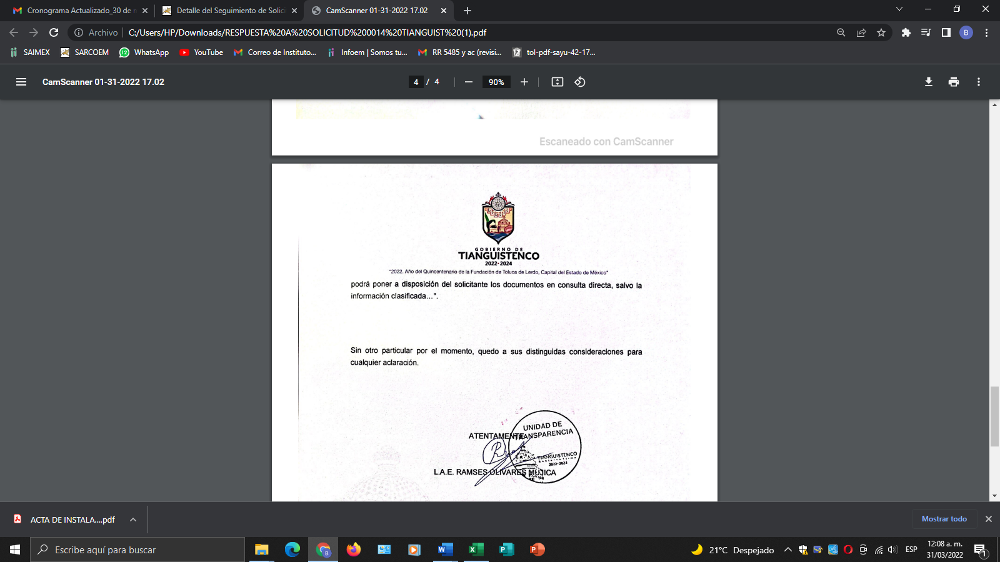 Cronograma Actualizado_30 de
Detalle del Seguimiento de Solici
CamScanner 01-31-2022 17.02
Archivo
C:/Users/HP/Downloads/RESPUESTA%20A%20SOLICITUD%200014%20TIANGUIST%20(1).pdf
B
SAIMEX
SARCOEM
12
WhatsApp
YouTube
Correo de Instituto...
Infoem | Somos tu...
RR 5485 y ac (revisi...
tol-pdf-sayu-42-17...
CamScanner 01-31-2022 17.02
4 / 4
90%
Escaneado con CamScanner
GOBIERNO DE
TIANGUISTENCO
2022-2024
"2022. Año del Quincentenario de la Fundación de Toluca de Lerdo, Capital del Estado de México"
podrá poner a disposición del solicitante los documentos en consulta directa, salvo la
información clasificada...".
Sin otro particular por el momento, quedo a sus distinguidas consideraciones para
cualquier aclaración.
UNIDAD DE
TRANSPARENCIA
ATENTAMENTE
TIANGUISTENCO
2022-2024
L.A.E. RAMSES OLIVARES MUJICA
ACTA DE INSTALA....pdf
Mostrar todo
Escribe aquí para buscar
B
21°C Despejado
ESP
12:08 a. m.
31/03/2022
1